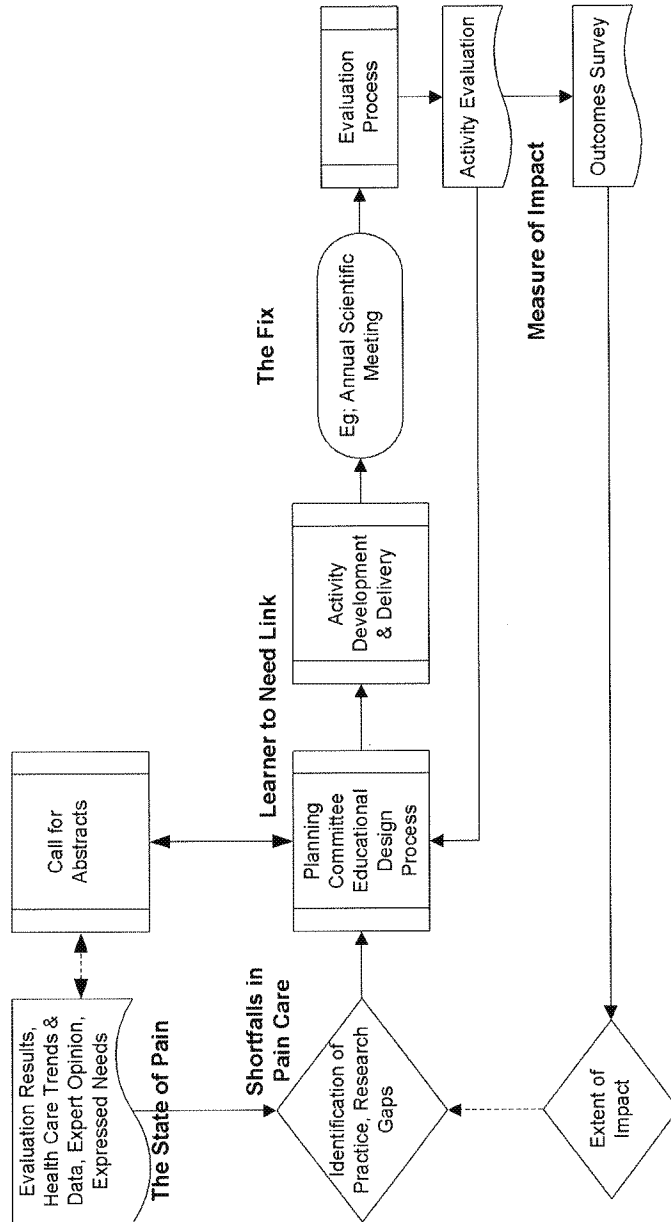 Evaluation Results,
Health Care Trends &
Data, Expert Opinion,
Expressed Needs
The State of Pain
Call for
Abstracts
Shortfalls in
Pain Care
Identification of
Practice, Research
Gaps
Learner to Need Link
Planning
Committee
Educational
Design
Process
Activity
Development
& Delivery
The Fix
Eg; Annual Scientific
Meeting
Evaluation
Process
Activity Evaluation
Measure of Impact
Outcomes Survey
Extent of
Impact